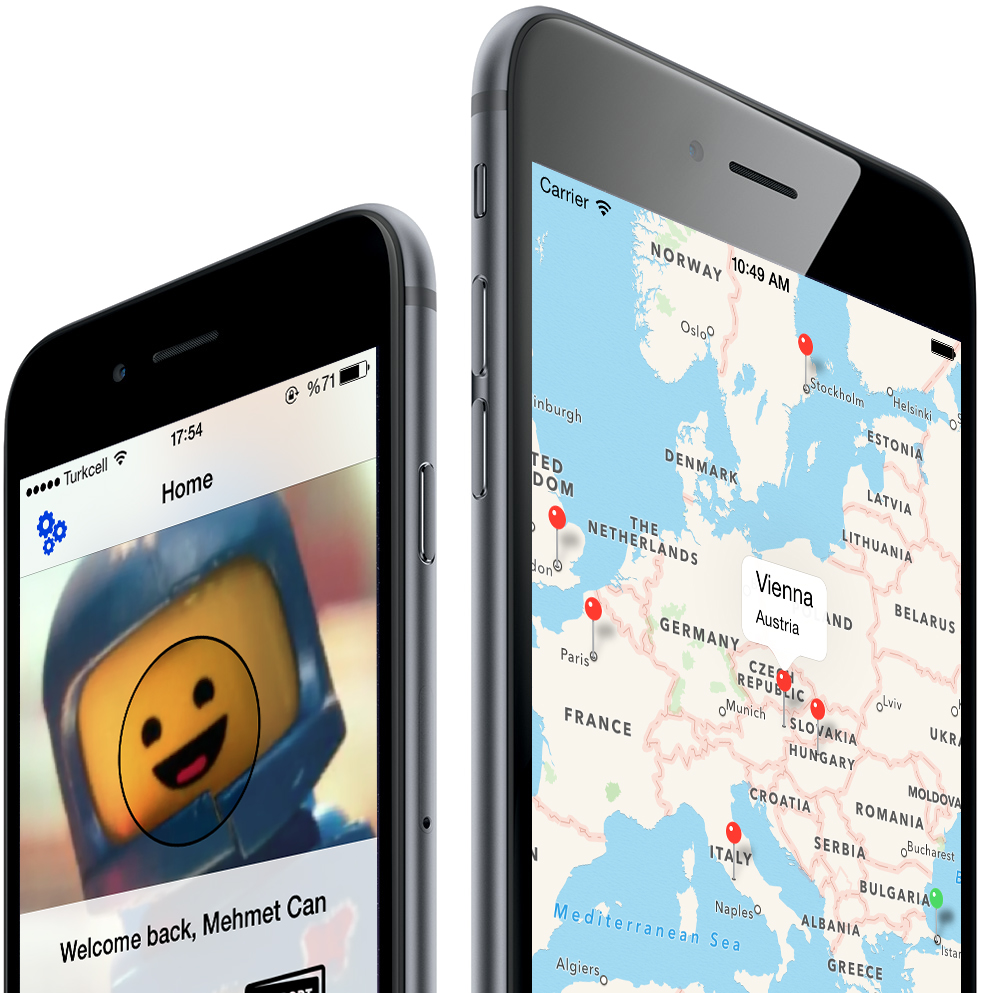 Turkcell
17:54
%71
Home
Welcome back, Mehmet Can
Carrier
10:49 AM
NORWAY
Oslo
Stockholm
Helsinki
inburgh
ESTONIA
TED
DOM
DENMARK
LATVIA
THE
NETHERLANDS
LITHUANIA
don
Vienna
Austria
AND
BELARUS
GERMANY
Paris
CZECH
REPUBLIC
Lviv
Munich
FRANCE
SLOVAKIA
UKRA
HUNGARY
CROATIA
MOLDOVA
ROMANIA
ITALY
SERBIA
Bucharest
BULGARIA
Naples
Mediterranean Sea
ALBANIA
Istan
Algiers
GREECE